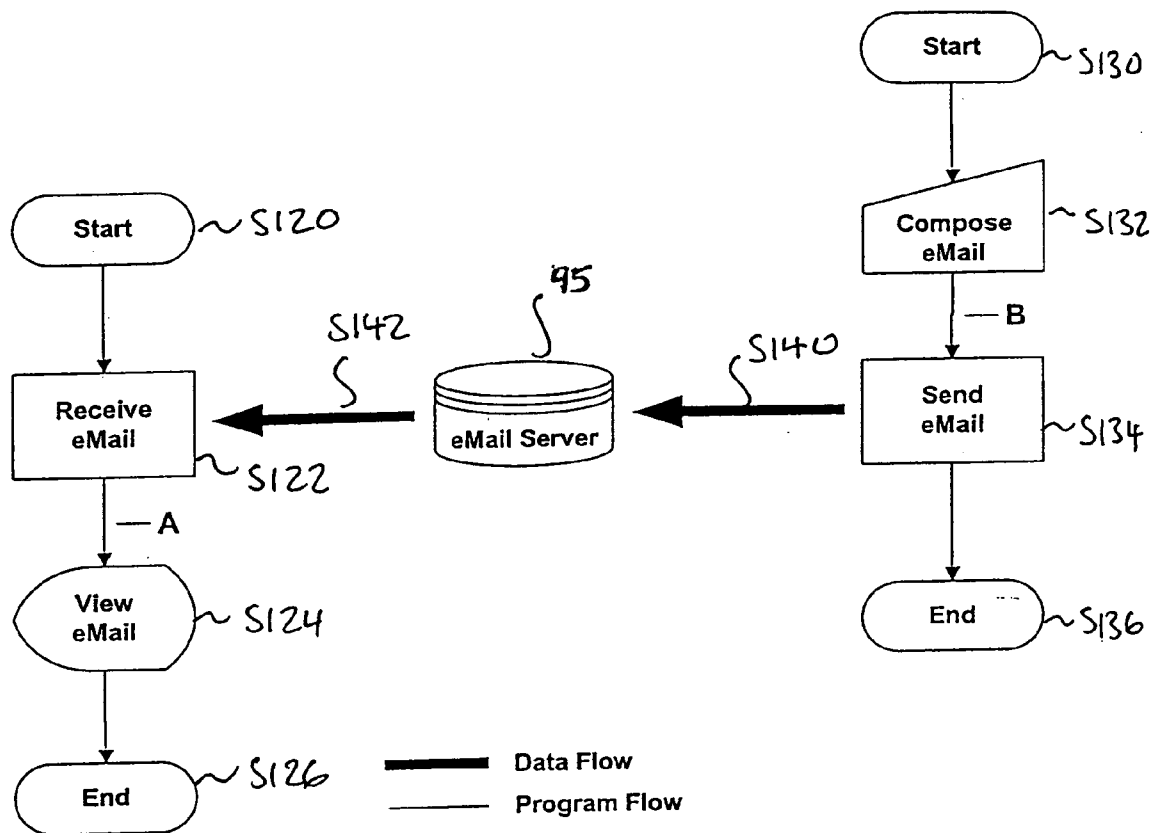 Start
S130
Compose
eMail
S132
B
Send
eMail
S134
End
S136
S140
95
eMail Server
S142
Start
S120
Receive
eMail
S122
A
View
eMail
S124
End
S126
Data Flow
Program Flow